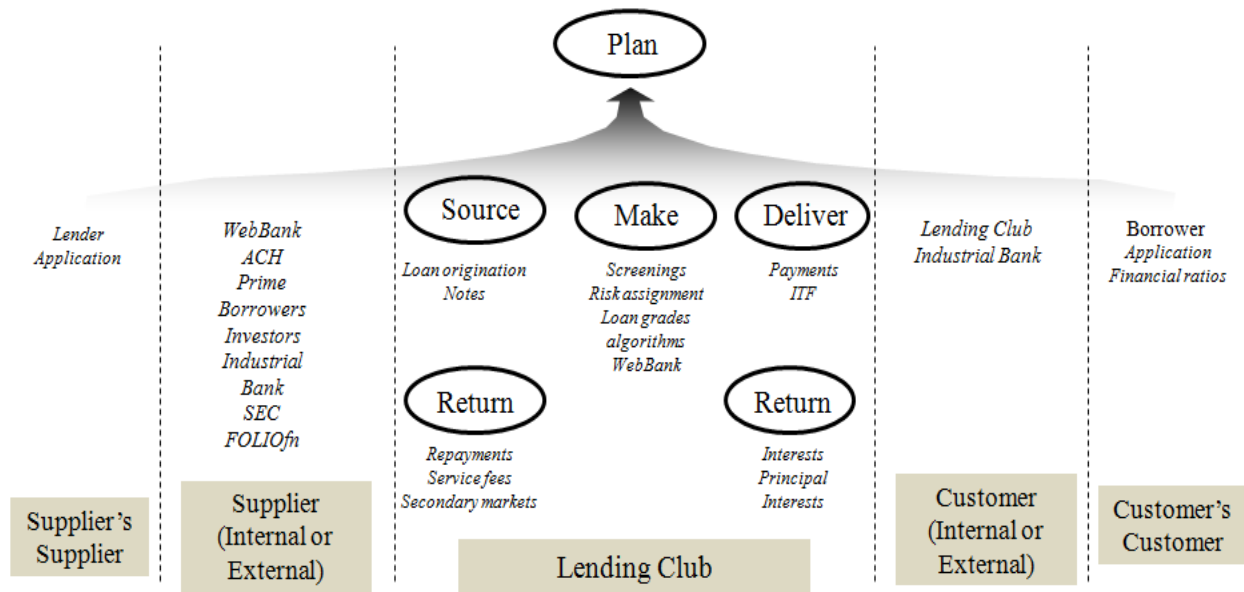 Plan
Source
Make
Deliver
Lender
Application
WebBank
ACH
Prime
Borrowers
Investors
Industrial
Bank
SEC
FOLIOfn
Loan origination
Notes
Screenings
Risk assignment
Loan grades
algorithms
WebBank
Payments
ITF
Lending Club
Industrial Bank
Borrower
Application
Financial ratios
Return
Repayments
Service fees
Secondary markets
Return
Interests
Principal
Interests
Supplier's
Supplier
Supplier
(Internal or
External)
Lending Club
Customer
(Internal or
External)
Customer's
Customer